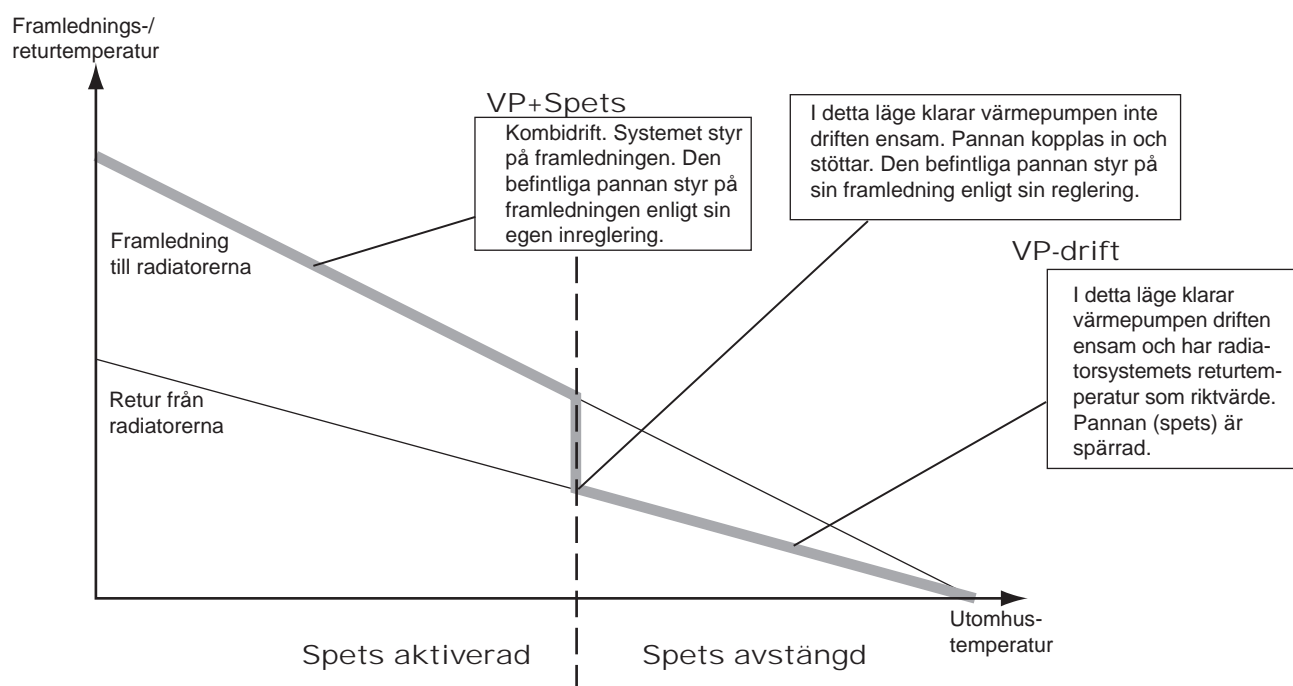 Framlednings-/
returtemperatur
VP+Spets
Kombidrift. Systemet styr
på framledningen. Den
befintliga pannan styr på
framledningen enligt sin
egen inreglering.
I detta läge klarar värmepumpen inte
driften ensam. Pannan kopplas in och
stöttar. Den befintliga pannan styr på
sin framledning enligt sin reglering.
Framledning
till radiatorerna
VP-drift
I detta läge klarar
värmepumpen driften
ensam och har radia-
torsystemets returtem-
peratur som riktvärde.
Pannan (spets) är
spärrad.
Retur från
radiatorerna
Utomhus-
temperatur
Spets aktiverad
Spets avstängd